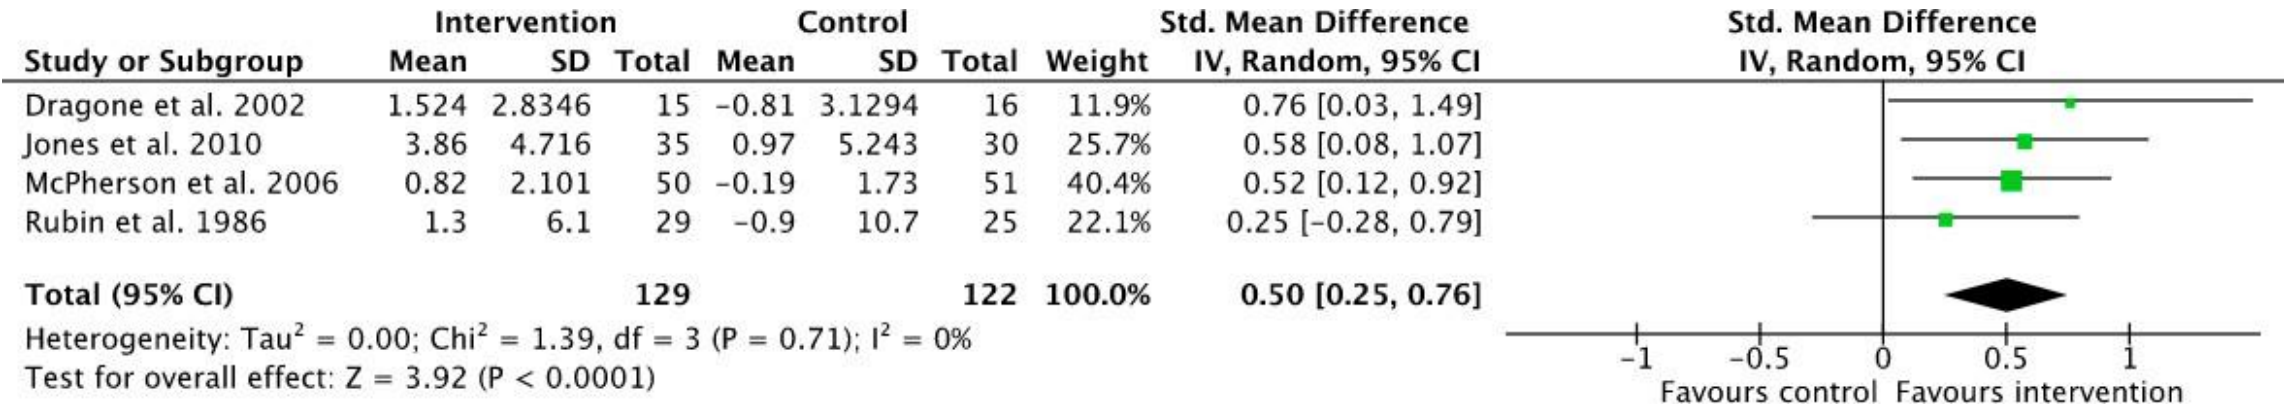 Intervention Control Std. Mean Difference Std. Mean Difference
Study or Subgroup Mean SD Total Mean SD Total Weight IV, Random, 95% CI IV, Random, 95% CI
Dragone et al. 2002 1.524 2.8346 15 −0.81 3.1294 16 11.9% 0.76 [0.03, 1.49]
Jones et al. 2010 3.86 4.716 35 0.97 5.243 30 25.7% 0.58 [0.08, 1.07]
McPherson et al. 2006 0.82 2.101 50 −0.19 1.73 51 40.4% 0.52 [0.12, 0.92]
Rubin et al. 1986 1.3 6.1 29 −0.9 10.7 25 22.1% 0.25 [−0.28, 0.79]
Total (95% CI) 129 122 100.0% 0.50 [0.25, 0.76]
Heterogeneity: Tau² = 0.00; Chi² = 1.39, df = 3 (P = 0.71); I² = 0%
Test for overall effect: Z = 3.92 (P < 0.0001)
−1 −0.5 0 0.5 1
Favours control Favours intervention